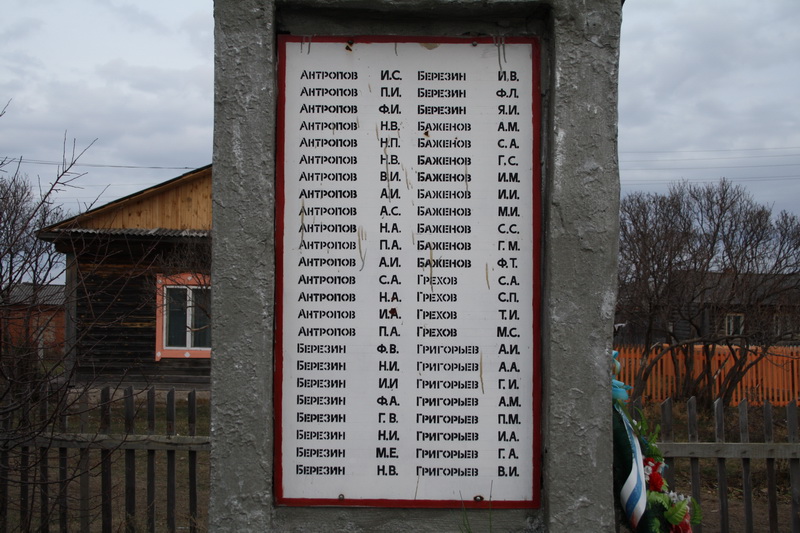 Антропов И.С. Березин И.В.
Антропов П.И. Березин Ф.Л.
Антропов Ф.И. Березин Я.И.
Антропов Н.В. Баженов А.М.
Антропов Н.П. Баженов С.А.
Антропов Н.В. Баженов Г.С.
Антропов В.И. Баженов И.М.
Антропов А.И. Баженов И.И.
Антропов А.С. Баженов М.И.
Антропов Н.А. Баженов С.С.
Антропов П.А. Баженов Г.М.
Антропов А.И. Баженов Ф.Т.
Антропов С.А. Грехов С.А.
Антропов Н.А. Грехов С.П.
Антропов Грехов Т.И.
Антропов П.А. Грехов М.С.
Березин Ф.В. Григорьев А.И.
Березин Н.И. Григорьев А.А.
Березин И.И Григорьев Г.И.
Березин Ф.А. Григорьев А.М.
Березин Г.В. Григорьев П.М.
Березин Н.И. Григорьев И.А.
Березин М.Е. Григорьев Г.А.
Березин Н.В. Григорьев В.И.